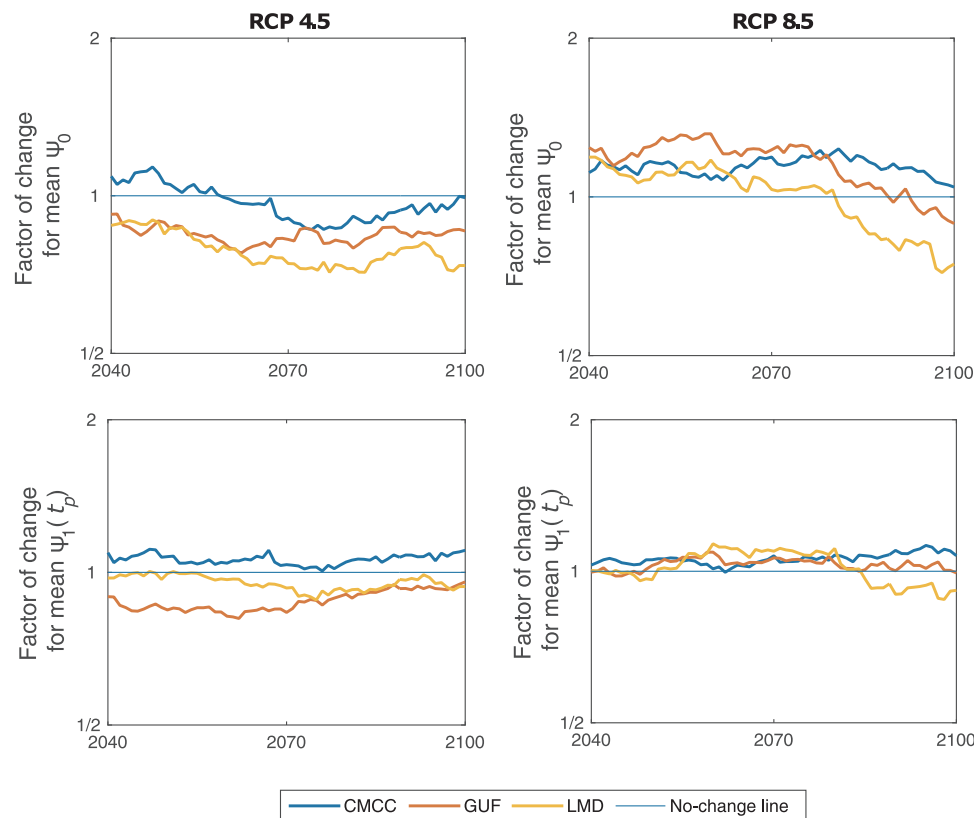 RCP 4.5
RCP 8.5
Factor of change
for mean Ψ0
2
1
1/2
2040
2070
2100
Factor of change
for mean Ψ0
2
1
1/2
2040
2070
2100
Factor of change
for mean Ψ1(tp)
2
1
1/2
2040
2070
2100
Factor of change
for mean Ψ1(tp)
2
1
1/2
2040
2070
2100
CMCC GUF LMD No-change line